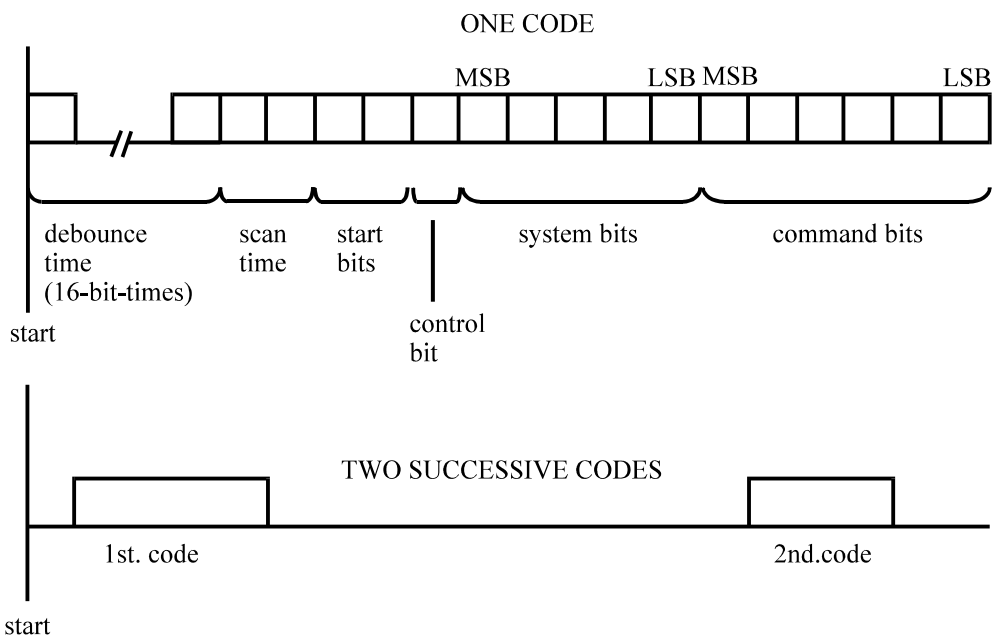 ONE CODE
MSB LSB MSB LSB
debounce
time
(16-bit-times)
scan
time
start
bits
control
bit
system bits
command bits
start
TWO SUCCESSIVE CODES
1st. code
2nd.code
start